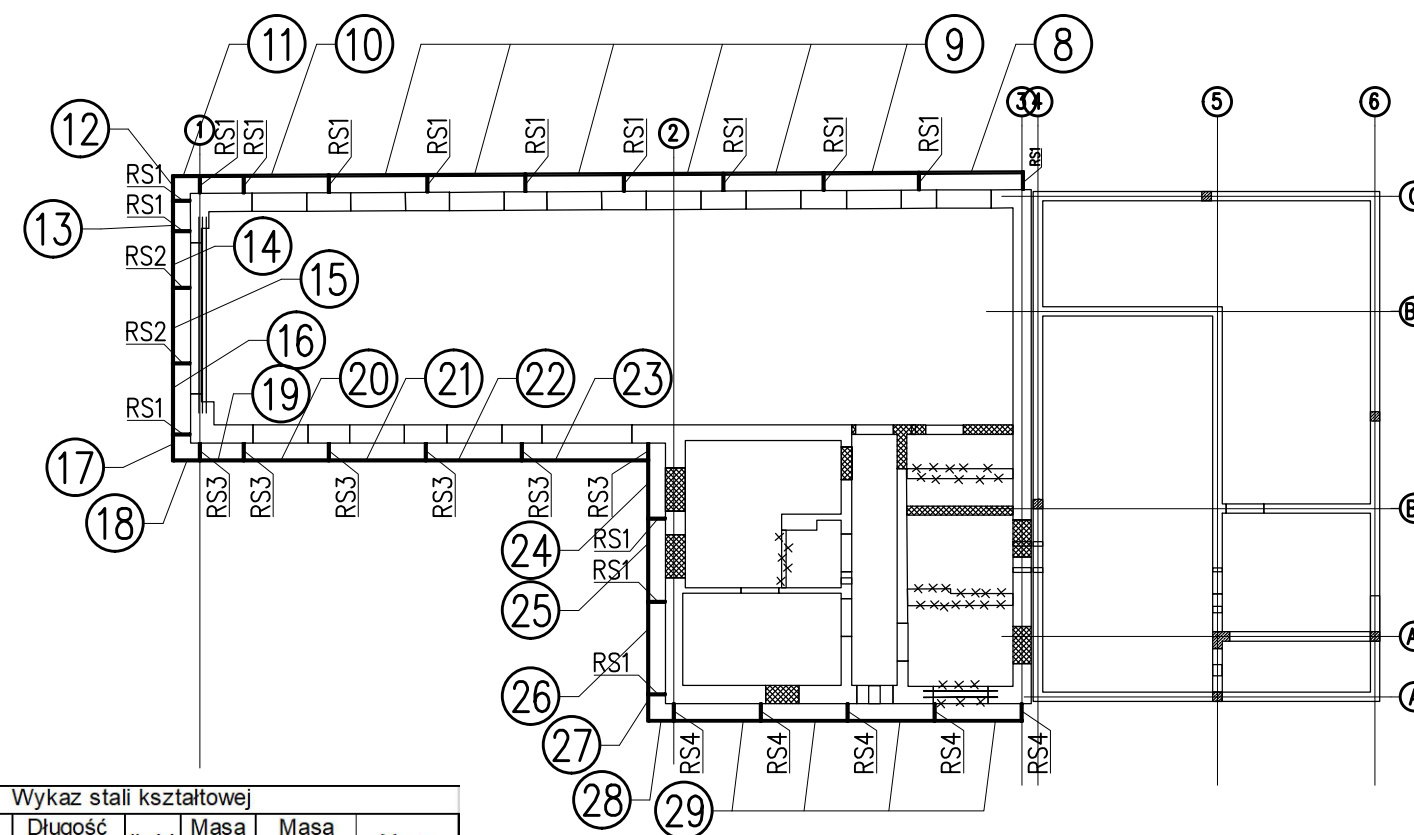 11
10
9
8
12
1
2
3
4
5
6
RS1
RS1
RS1
RS1
RS1
RS1
RS1
RS1
RS1
RS1
RS1
RS1
13
14
RS2
15
RS2
16
RS1
17
18
19
20
21
22
23
RS3
RS3
RS3
RS3
RS3
RS3
24
RS1
25
RS1
26
RS1
27
28
29
RS4
RS4
RS4
RS4
RS4
B
B
A
A
Wykaz stali kształtowej
Długość
Masa
Masa